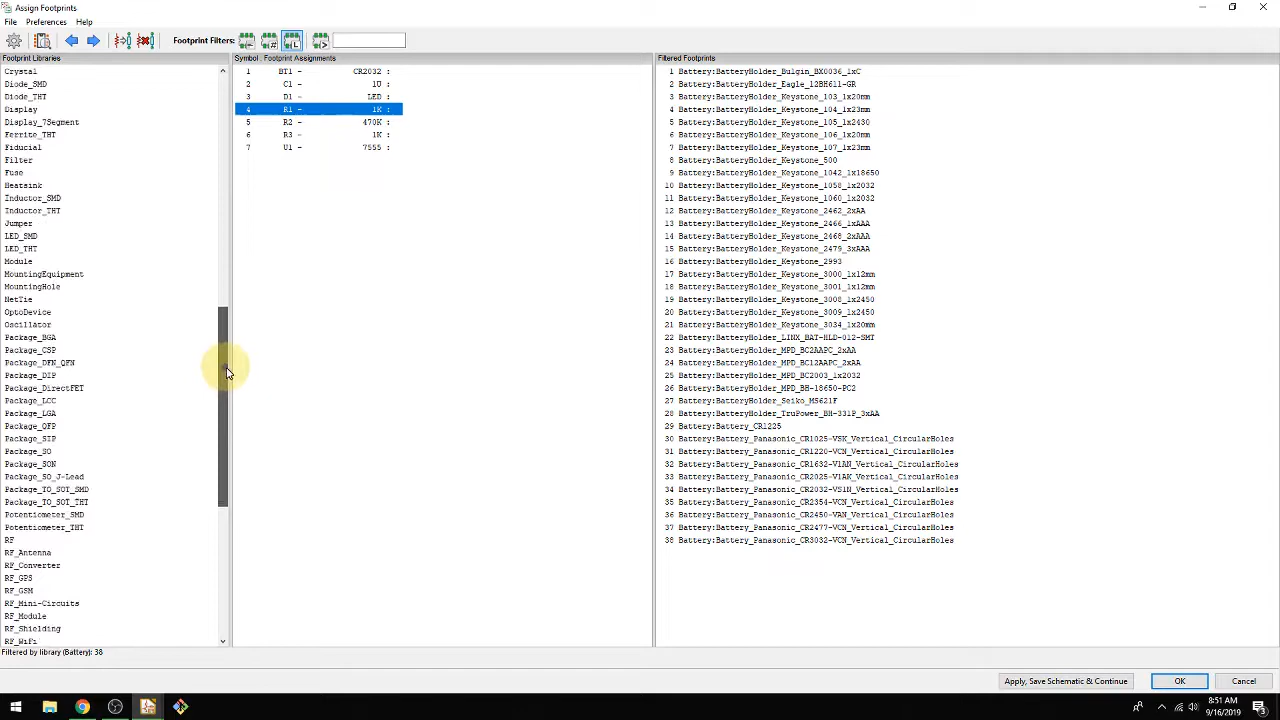 Assign Footprints
File Preferences Help
Footprint Filters:
Footprint Libraries
Crystal
Diode_SMD
Diode_THT
Display
Display_7Segment
Ferrite_THT
Fiducial
Filter
Fuse
Heatsink
Inductor_SMD
Inductor_THT
Jumper
LED_SMD
LED_THT
Module
MountingEquipment
MountingHole
NetTie
OptoDevice
Oscillator
Package_BGA
Package_CSP
Package_DFN_QFN
Package_DIP
Package_DirectFET
Package_LCC
Package_LGA
Package_QFP
Package_SIP
Package_SO
Package_SON
Package_SO_J-Lead
Package_TO_SOT_SMD
Package_TO_SOT_THT
Potentiometer_SMD
Potentiometer_THT
RF
RF_Antenna
RF_Converter
RF_GPS
RF_GSM
RF_Mini-Circuits
RF_Module
RF_Shielding
RF_WiFi
Symbol : Footprint Assignments
1 BT1 - CR2032 :
2 C1 - 1U :
3 D1 - LED :
4 R1 - 1K :
5 R2 - 470K :
6 R3 - 1K :
7 U1 - 7555 :
Filtered Footprints
1 Battery:BatteryHolder_Bulgin_BX0036_1xC
2 Battery:BatteryHolder_Eagle_12BH611-GR
3 Battery:BatteryHolder_Keystone_103_1x20mm
4 Battery:BatteryHolder_Keystone_104_1x23mm
5 Battery:BatteryHolder_Keystone_105_1x2430
6 Battery:BatteryHolder_Keystone_106_1x20mm
7 Battery:BatteryHolder_Keystone_107_1x23mm
8 Battery:BatteryHolder_Keystone_500
9 Battery:BatteryHolder_Keystone_1042_1x18650
10 Battery:BatteryHolder_Keystone_1058_1x2032
11 Battery:BatteryHolder_Keystone_1060_1x2032
12 Battery:BatteryHolder_Keystone_2462_2xAA
13 Battery:BatteryHolder_Keystone_2466_1xAAA
14 Battery:BatteryHolder_Keystone_2468_2xAAA
15 Battery:BatteryHolder_Keystone_2479_3xAAA
16 Battery:BatteryHolder_Keystone_2993
17 Battery:BatteryHolder_Keystone_3000_1x12mm
18 Battery:BatteryHolder_Keystone_3001_1x12mm
19 Battery:BatteryHolder_Keystone_3008_1x2450
20 Battery:BatteryHolder_Keystone_3009_1x2450
21 Battery:BatteryHolder_Keystone_3034_1x20mm
22 Battery:BatteryHolder_LINX_BAT-HLD-012-SMT
23 Battery:BatteryHolder_MPD_BC2AAPC_2xAA
24 Battery:BatteryHolder_MPD_BC12AAPC_2xAA
25 Battery:BatteryHolder_MPD_BC2003_1x2032
26 Battery:BatteryHolder_MPD_BH-18650-PC2
27 Battery:BatteryHolder_Seiko_MS621F
28 Battery:BatteryHolder_TruPower_BH-331P_3xAA
29 Battery:Battery_CR1225
30 Battery:Battery_Panasonic_CR1025-VSK_Vertical_CircularHoles
31 Battery:Battery_Panasonic_CR1220-VCN_Vertical_CircularHoles
32 Battery:Battery_Panasonic_CR1632-V1AN_Vertical_CircularHoles
33 Battery:Battery_Panasonic_CR2025-V1AK_Vertical_CircularHoles
34 Battery:Battery_Panasonic_CR2032-VS1N_Vertical_CircularHoles
35 Battery:Battery_Panasonic_CR2354-VCN_Vertical_CircularHoles
36 Battery:Battery_Panasonic_CR2450-VAN_Vertical_CircularHoles
37 Battery:Battery_Panasonic_CR2477-VCN_Vertical_CircularHoles
38 Battery:Battery_Panasonic_CR3032-VCN_Vertical_CircularHoles
Filtered by library (Battery): 38
Apply, Save Schematic & Continue OK Cancel
8:51 AM
9/16/2019